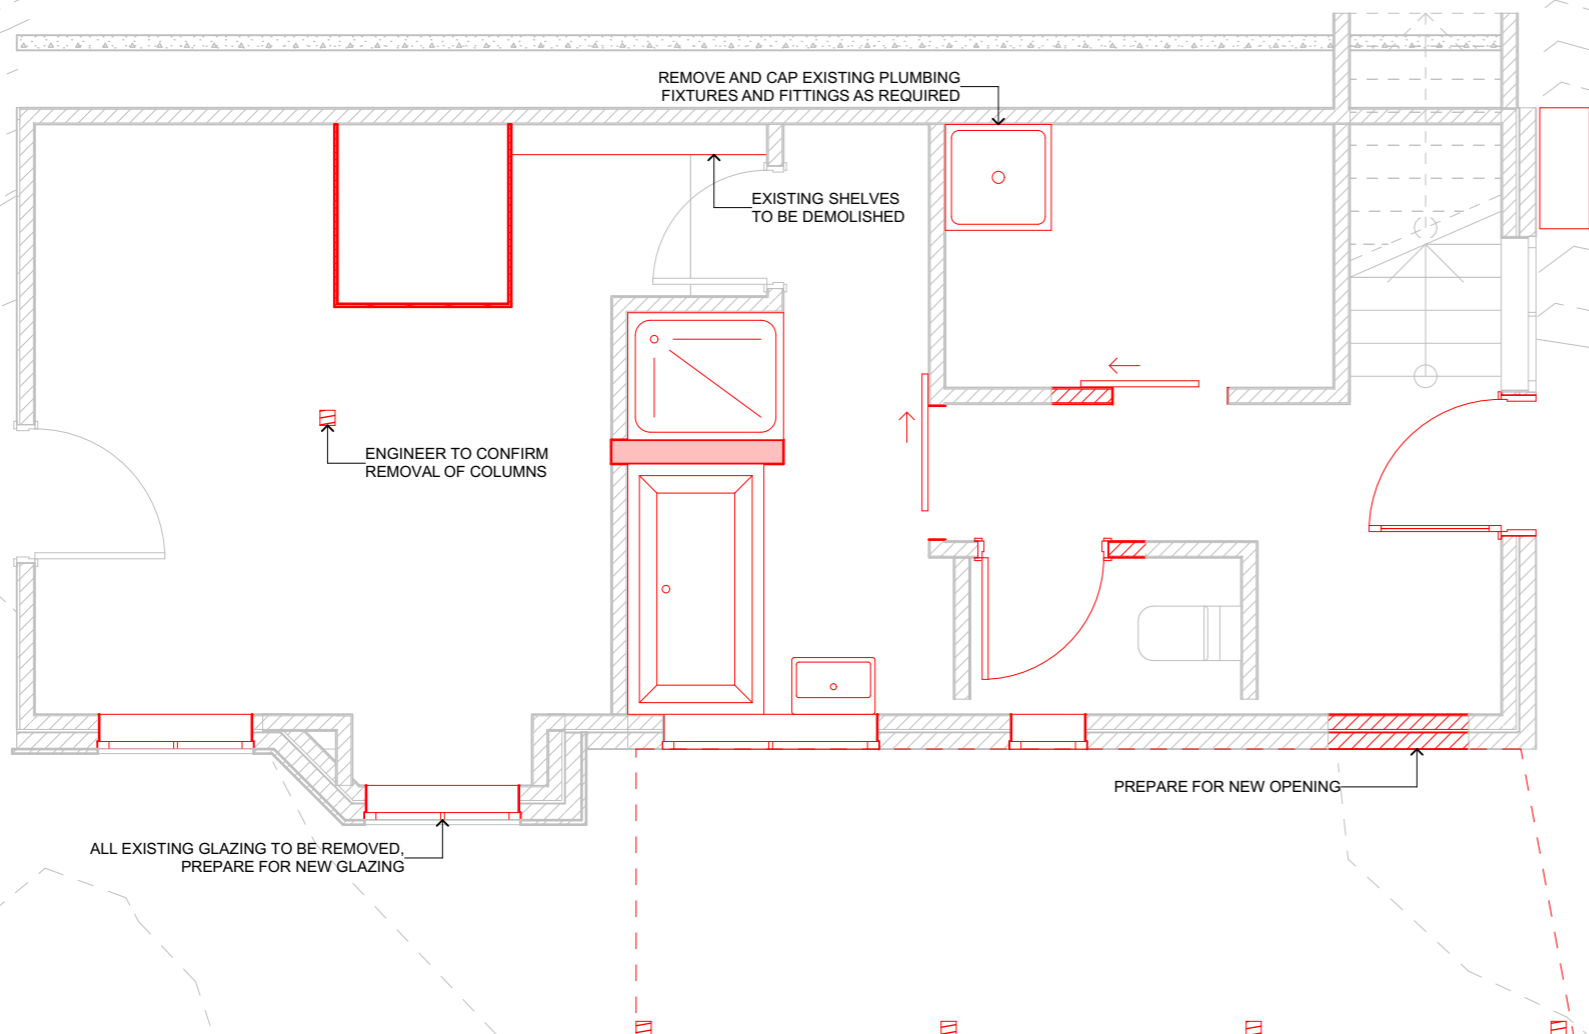 REMOVE AND CAP EXISTING PLUMBING
FIXTURES AND FITTINGS AS REQUIRED
EXISTING SHELVES
TO BE DEMOLISHED
ENGINEER TO CONFIRM
REMOVAL OF COLUMNS
PREPARE FOR NEW OPENING
ALL EXISTING GLAZING TO BE REMOVED,
PREPARE FOR NEW GLAZING